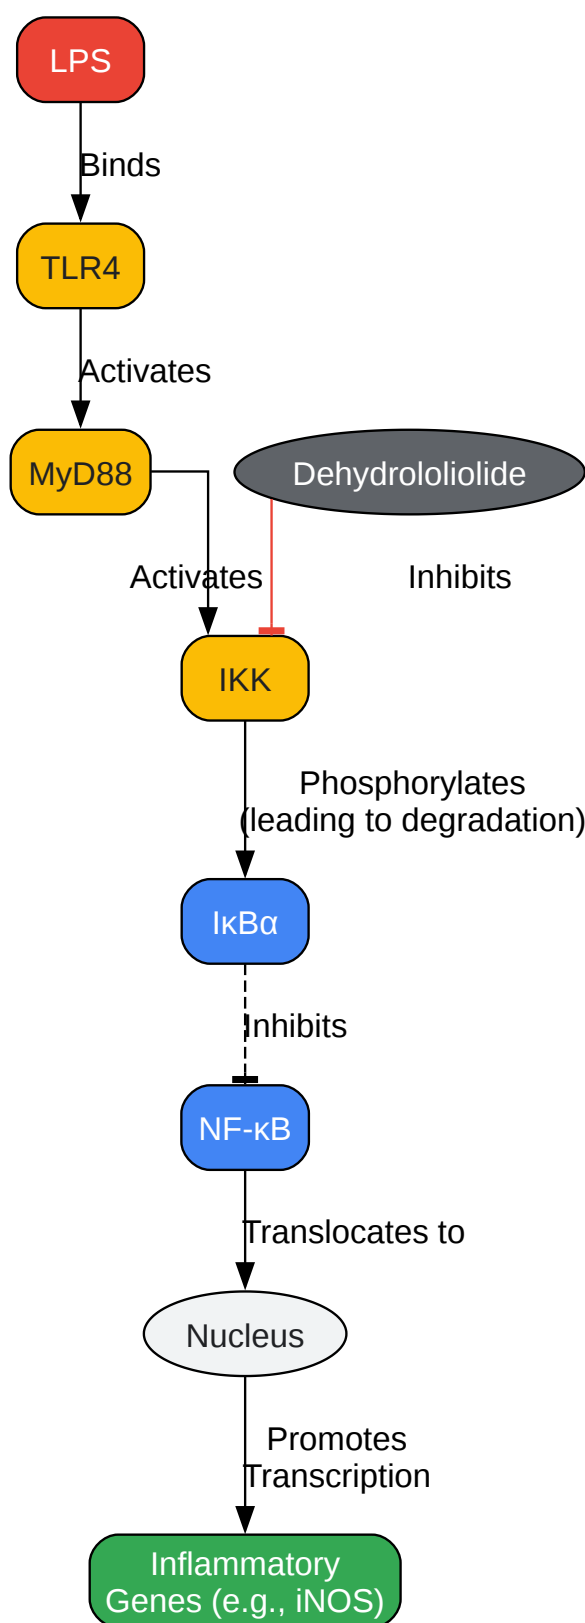 LPS
Binds
TLR4
Activates
MyD88
Dehydrololiolide
Activates
Inhibits
IKK
Phosphorylates
(leading to degradation)
IκBα
Inhibits
NF-κB
Translocates to
Nucleus
Promotes
Transcription
Inflammatory
Genes (e.g., iNOS)